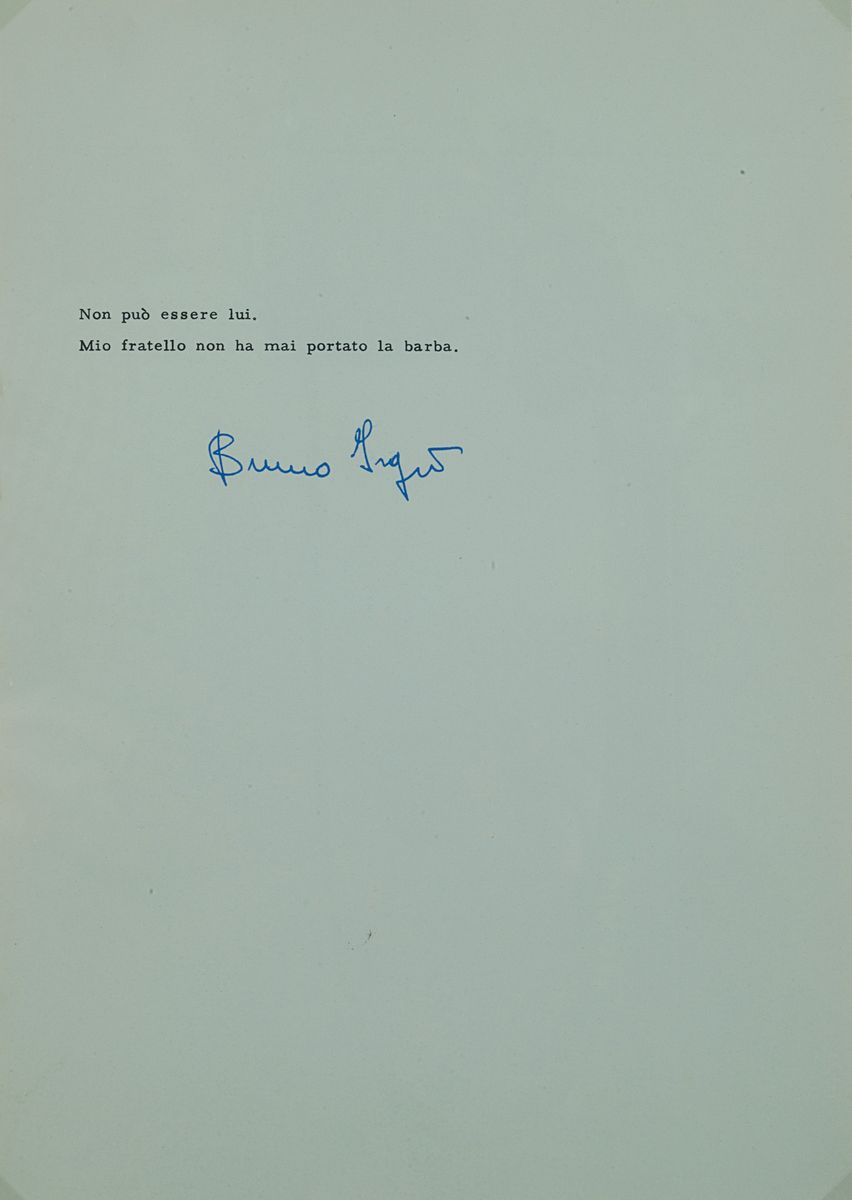 Non può essere lui.
Mio fratello non ha mai portato la barba.
Bruno